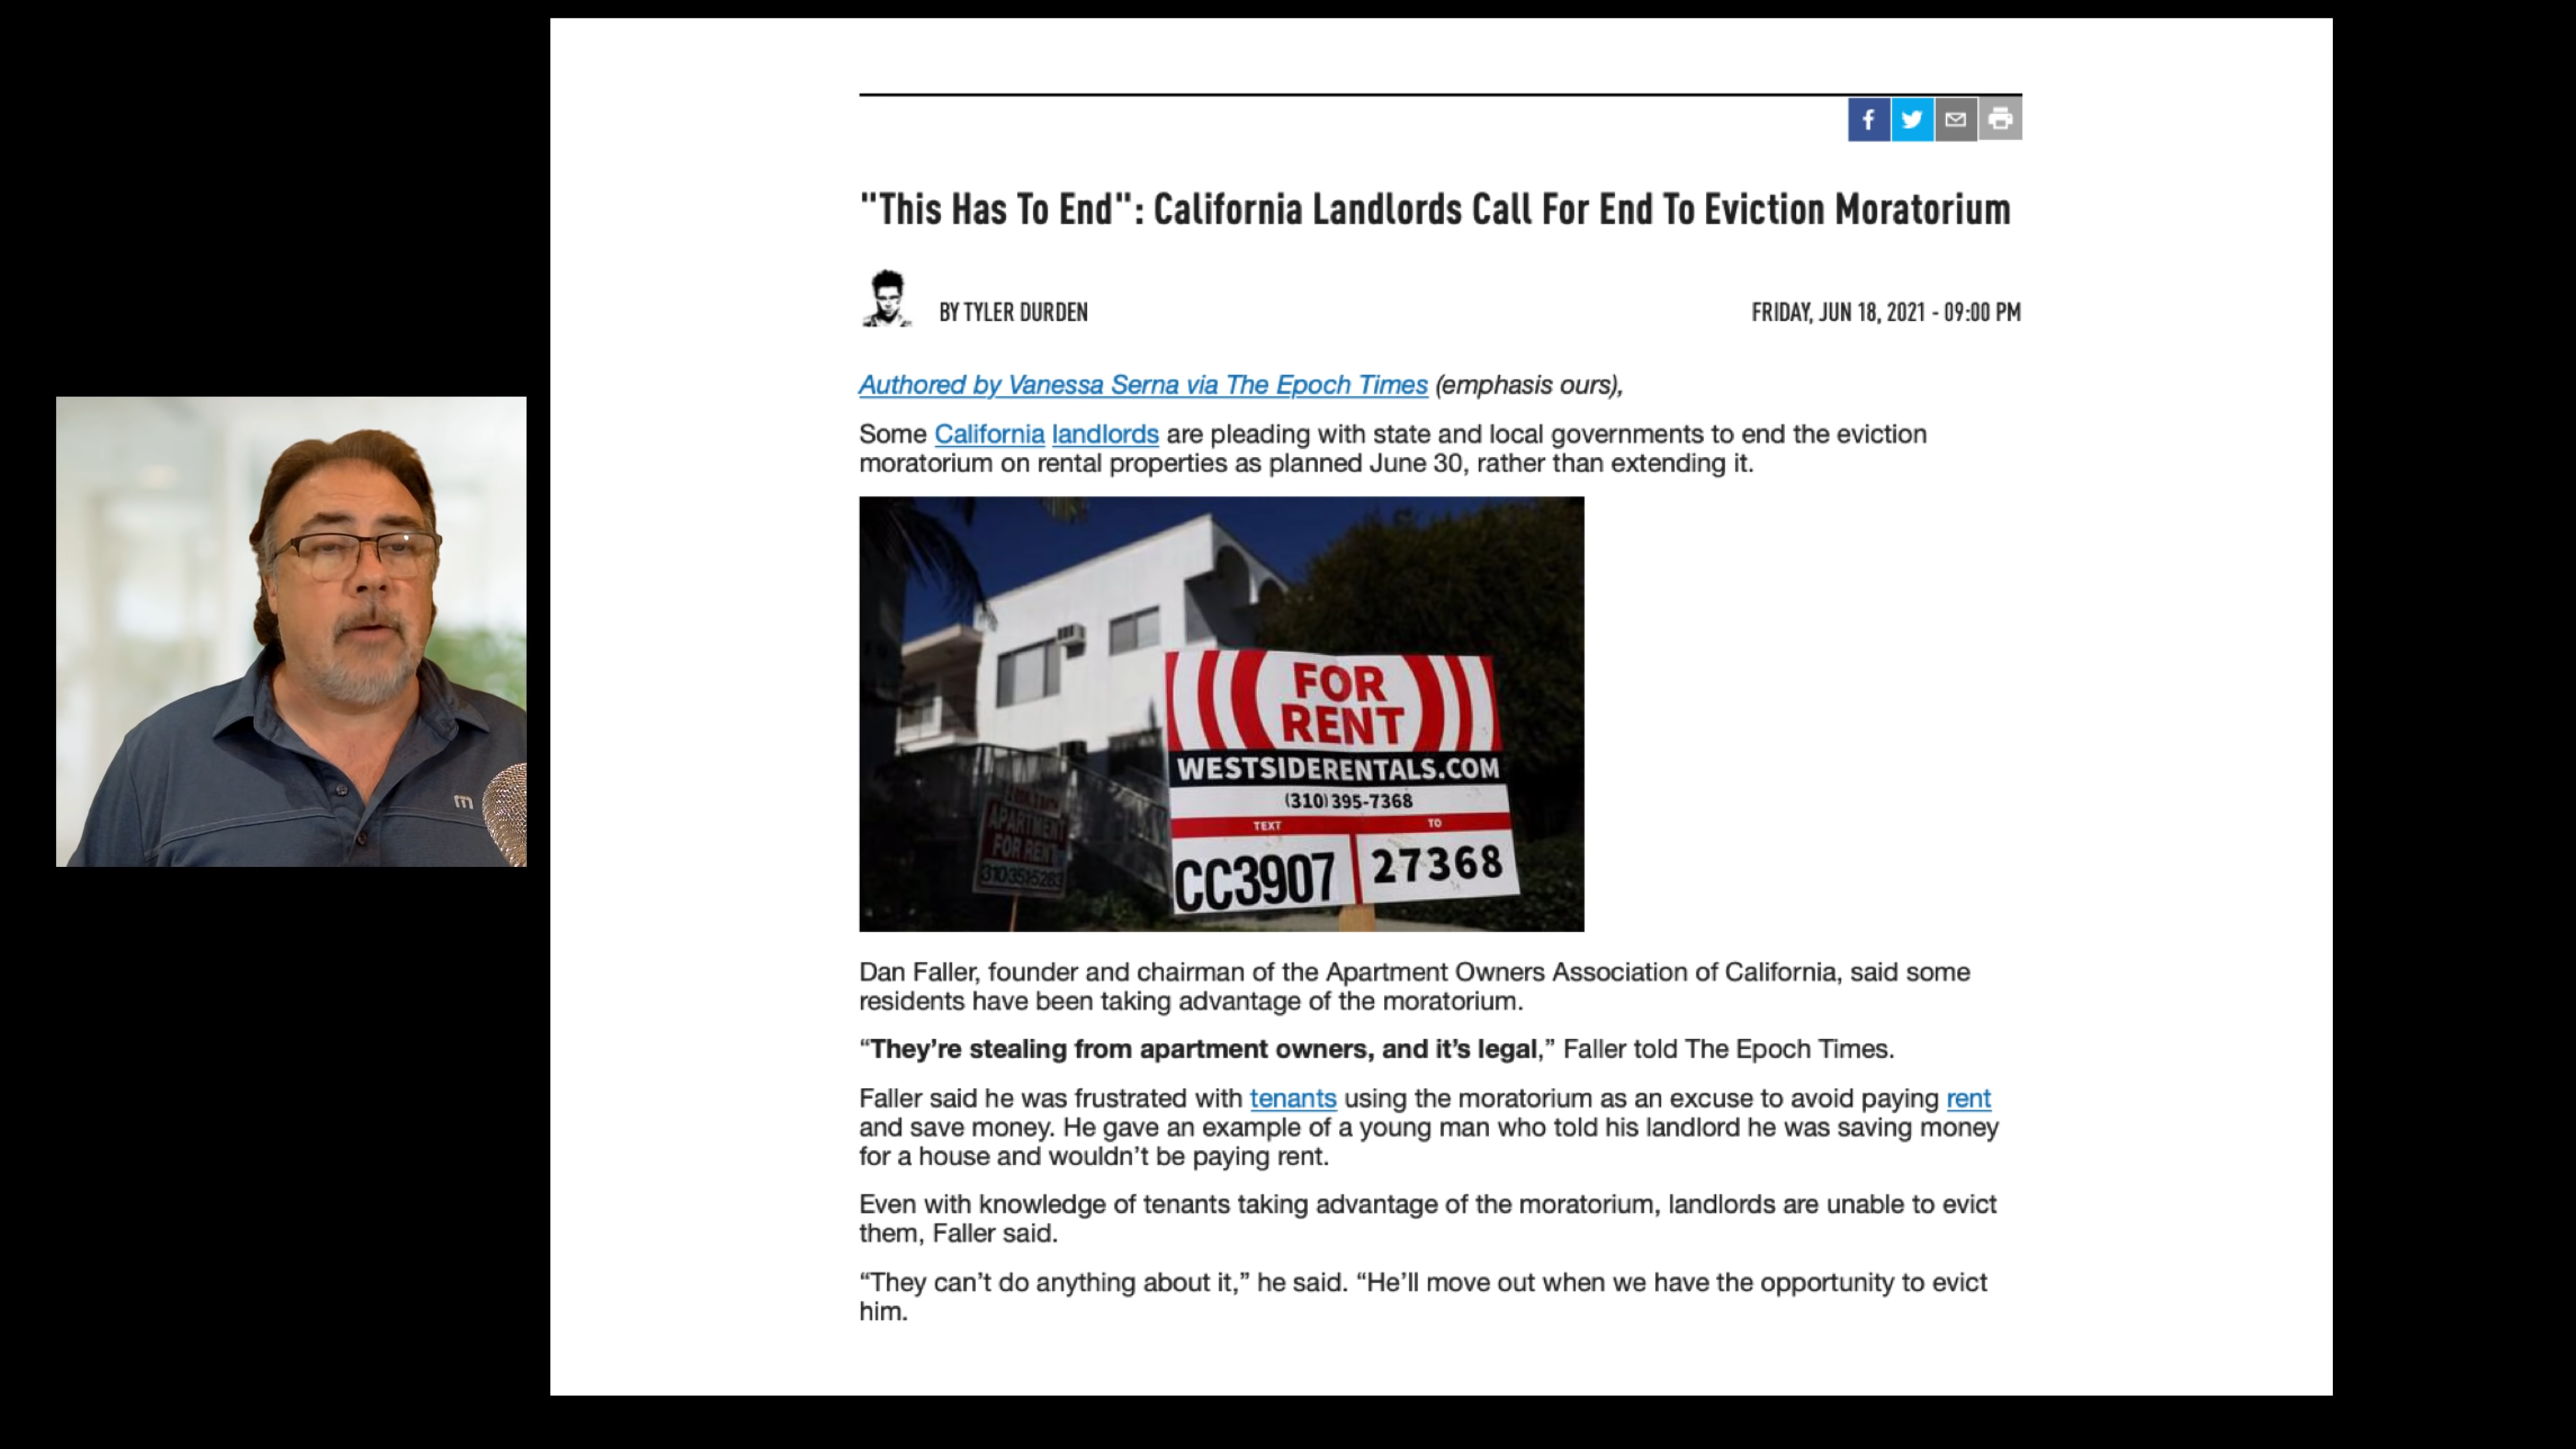 f
"This Has To End": California Landlords Call For End To Eviction Moratorium
BY TYLER DURDEN
FRIDAY, JUN 18, 2021 - 09:00 PM
Authored by Vanessa Serna via The Epoch Times (emphasis ours),
Some California landlords are pleading with state and local governments to end the eviction
moratorium on rental properties as planned June 30, rather than extending it.
FOR
RENT
WESTSIDERENTALS.COM
(310) 395-7368
TEXT TO
CC3907 27368
APARTMENT
FOR RENT
m
Dan Faller, founder and chairman of the Apartment Owners Association of California, said some
residents have been taking advantage of the moratorium.
“They’re stealing from apartment owners, and it’s legal,” Faller told The Epoch Times.
Faller said he was frustrated with tenants using the moratorium as an excuse to avoid paying rent
and save money. He gave an example of a young man who told his landlord he was saving money
for a house and wouldn’t be paying rent.
Even with knowledge of tenants taking advantage of the moratorium, landlords are unable to evict
them, Faller said.
“They can’t do anything about it,” he said. “He’ll move out when we have the opportunity to evict
him.